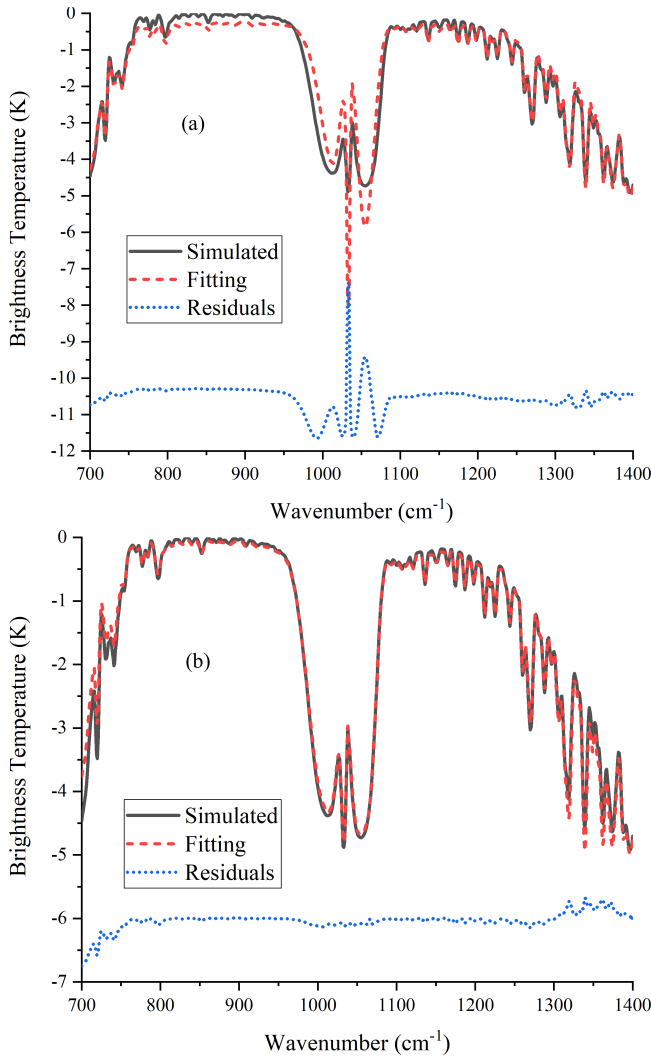 0
-1
-2
-3
-4
-5
-6
-7
-8
-9
-10
-11
-12
Brightness Temperature (K)
(a)
Simulated
Fitting
Residuals
700 800 900 1000 1100 1200 1300 1400
Wavenumber (cm⁻¹)
0
-1
-2
-3
-4
-5
-6
-7
Brightness Temperature (K)
(b)
Simulated
Fitting
Residuals
700 800 900 1000 1100 1200 1300 1400
Wavenumber (cm⁻¹)